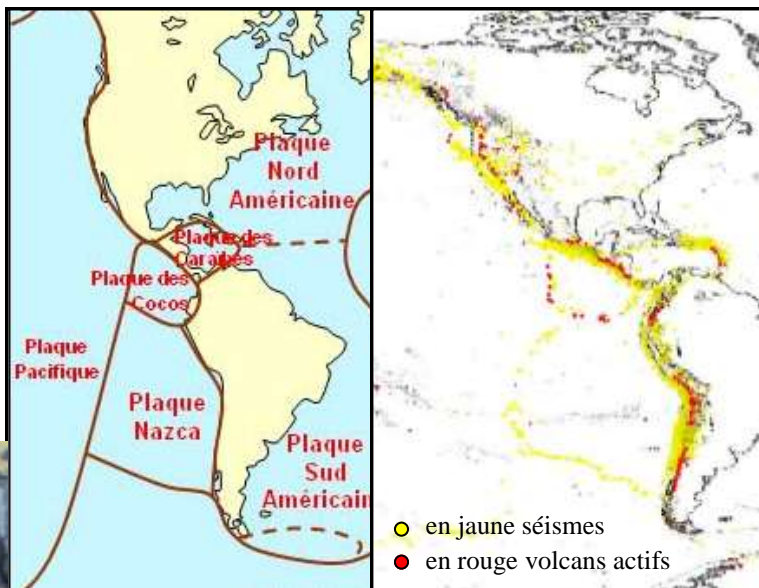 Plaque
Nord
Américaine
Plaque des
Caraïbes
Plaque des
Cocos
Plaque
Pacifique
Plaque
Nazca
Plaque
Sud
Américain
en jaune séismes
en rouge volcans actifs